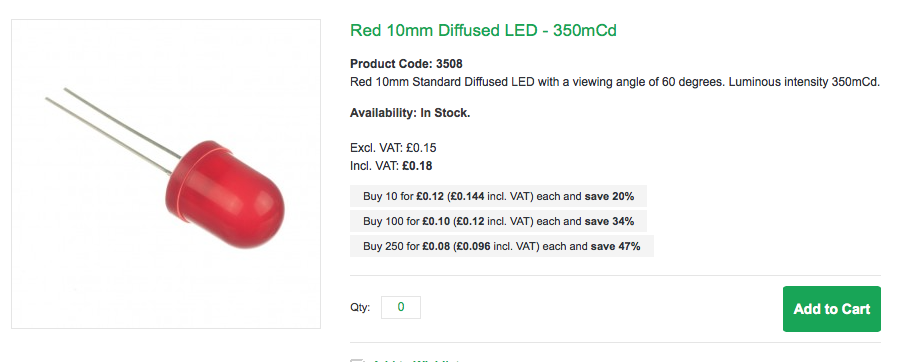 Red 10mm Diffused LED - 350mCd
Product Code: 3508
Red 10mm Standard Diffused LED with a viewing angle of 60 degrees. Luminous intensity 350mCd.
Availability: In Stock.
Excl. VAT: £0.15
Incl. VAT: £0.18
Buy 10 for £0.12 (£0.144 incl. VAT) each and save 20%
Buy 100 for £0.10 (£0.12 incl. VAT) each and save 34%
Buy 250 for £0.08 (£0.096 incl. VAT) each and save 47%
Qty: 0
Add to Cart